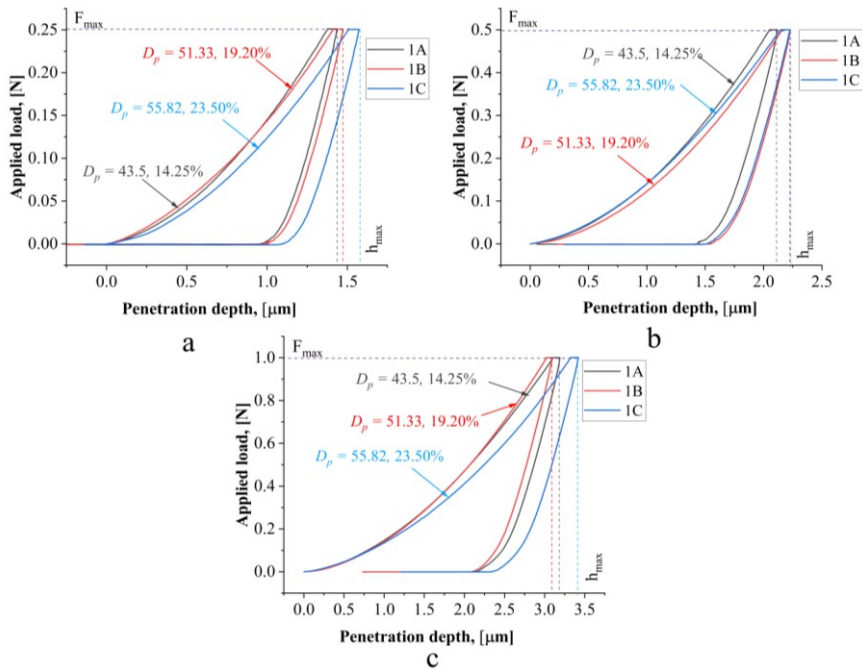 F_max
0.25
0.20
0.15
0.10
0.05
0.00
Applied load, [N]
D_p = 51.33, 19.20%
D_p = 55.82, 23.50%
D_p = 43.5, 14.25%
1A
1B
1C
h_max
0.0
0.5
1.0
1.5
Penetration depth, [μm]
a
F_max
0.5
0.4
0.3
0.2
0.1
0.0
Applied load, [N]
D_p = 43.5, 14.25%
D_p = 55.82, 23.50%
D_p = 51.33, 19.20%
1A
1B
1C
h_max
0.0
0.5
1.0
1.5
2.0
2.5
Penetration depth, [μm]
b
F_max
1.0
0.8
0.6
0.4
0.2
0.0
Applied load, [N]
D_p = 43.5, 14.25%
D_p = 51.33, 19.20%
D_p = 55.82, 23.50%
1A
1B
1C
h_max
0.0
0.5
1.0
1.5
2.0
2.5
3.0
3.5
Penetration depth, [μm]
c